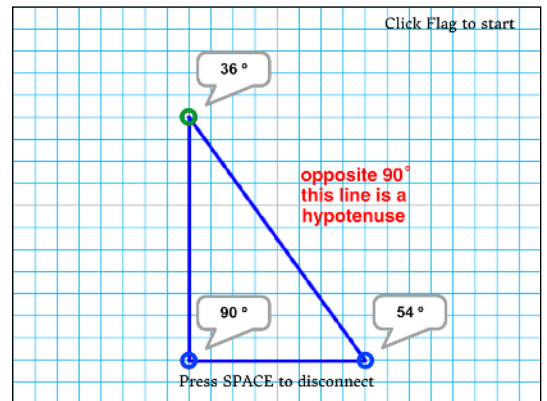 Click Flag to start
36 º
opposite 90°
this line is a
hypotenuse
90 º
54 º
Press SPACE to disconnect